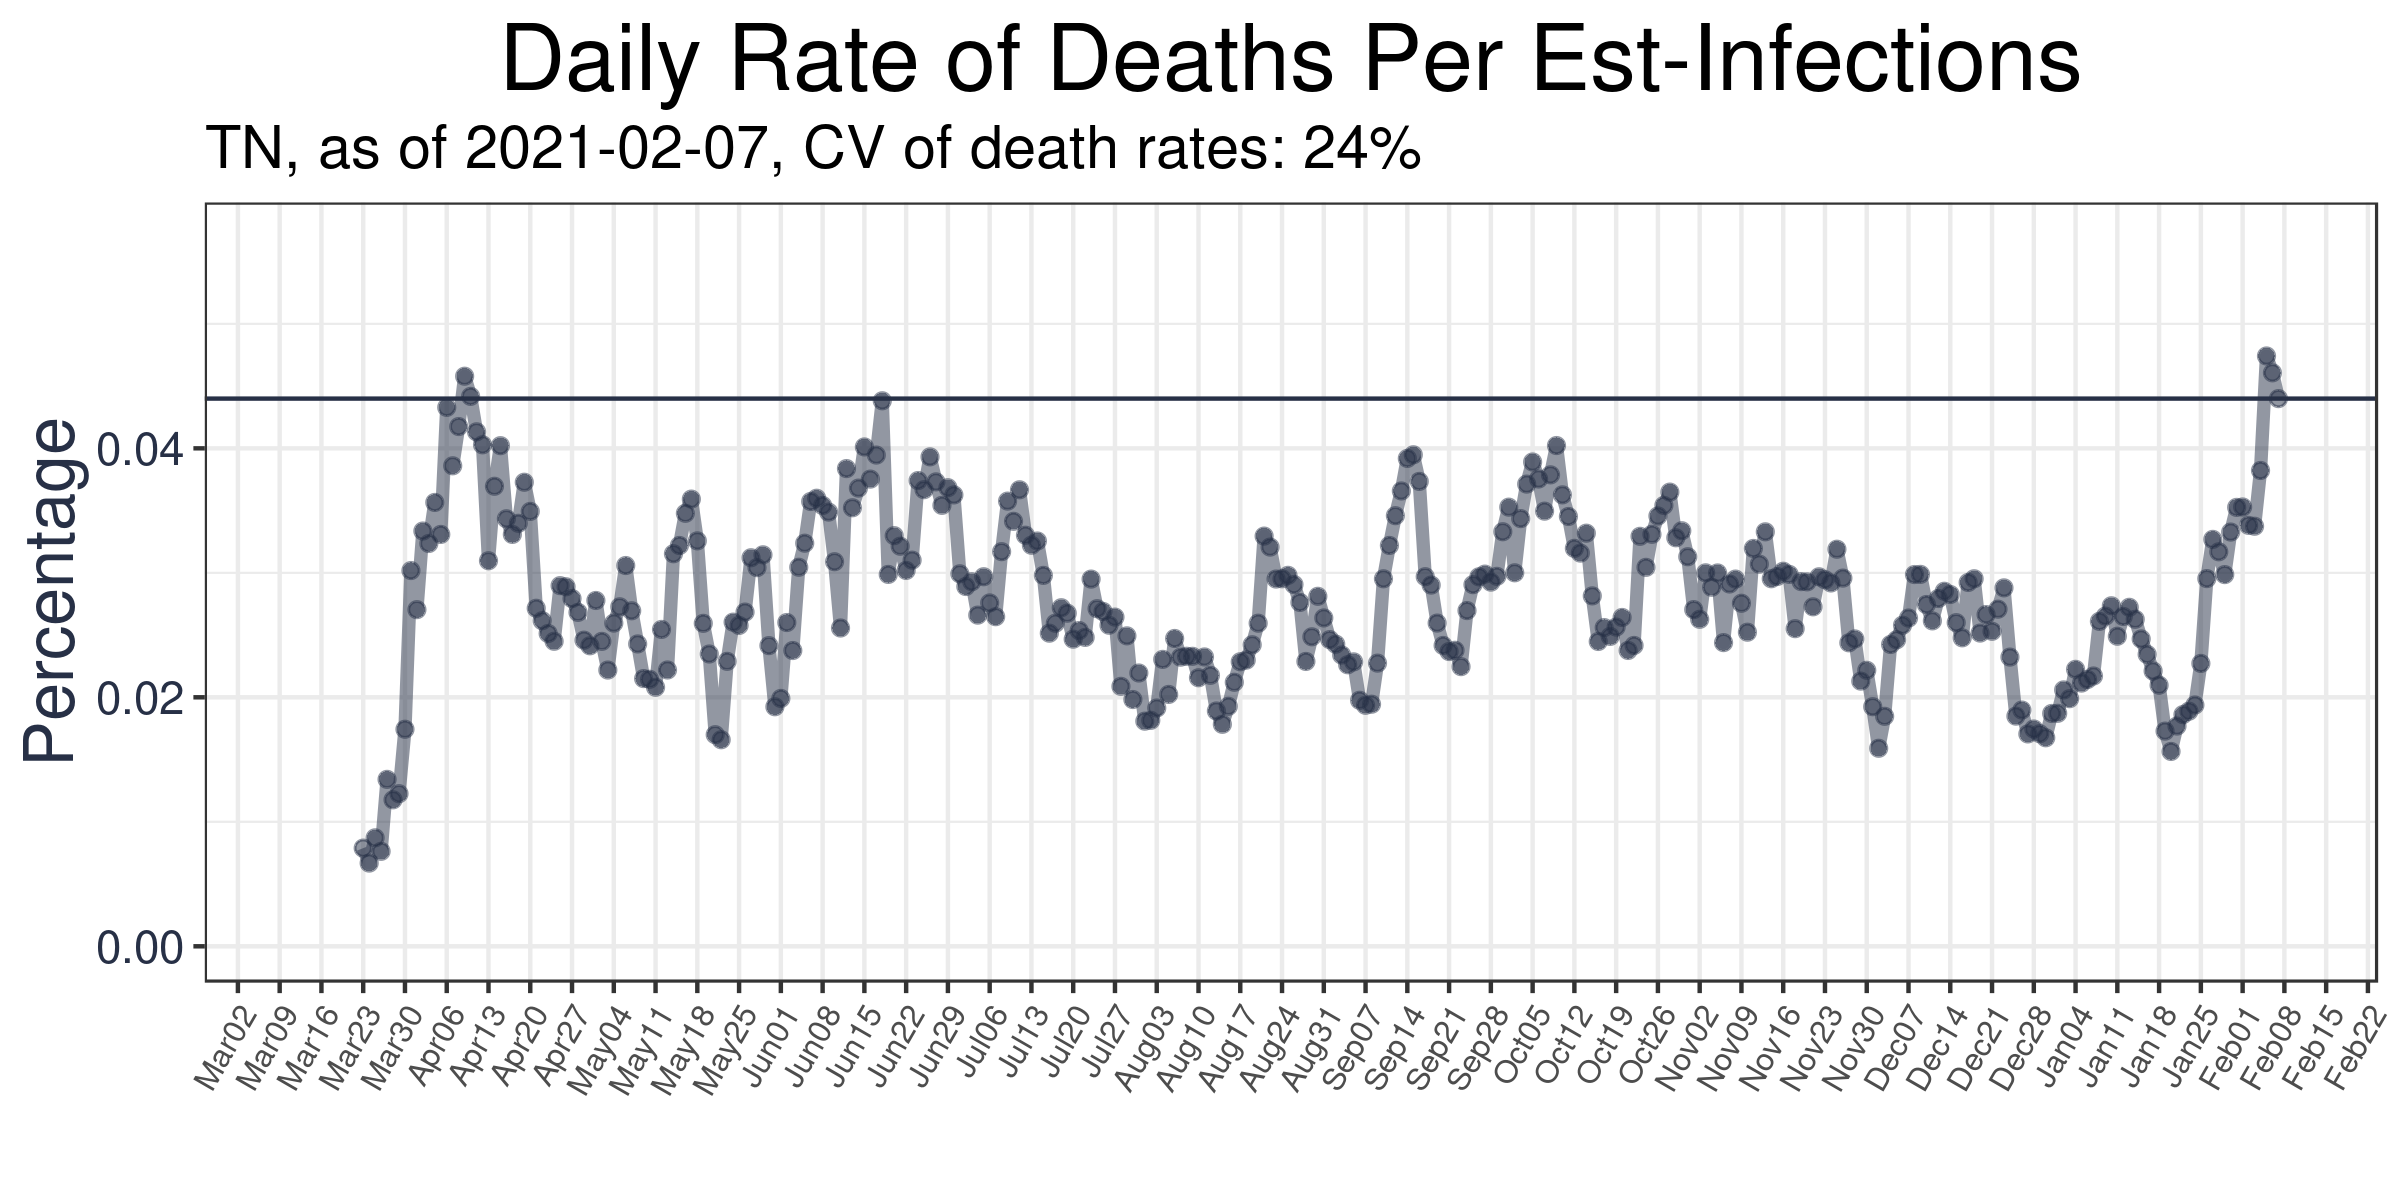 Daily Rate of Deaths Per Est-Infections
TN, as of 2021-02-07, CV of death rates: 24%
Percentage
0.04
0.02
0.00
Mar02
Mar09
Mar16
Mar23
Mar30
Apr06
Apr13
Apr20
Apr27
May04
May11
May18
May25
Jun01
Jun08
Jun15
Jun22
Jun29
Jul06
Jul13
Jul20
Jul27
Aug03
Aug10
Aug17
Aug24
Aug31
Sep07
Sep14
Sep21
Sep28
Oct05
Oct12
Oct19
Oct26
Nov02
Nov09
Nov16
Nov23
Nov30
Dec07
Dec14
Dec21
Dec28
Jan04
Jan11
Jan18
Jan25
Feb01
Feb08
Feb15
Feb22